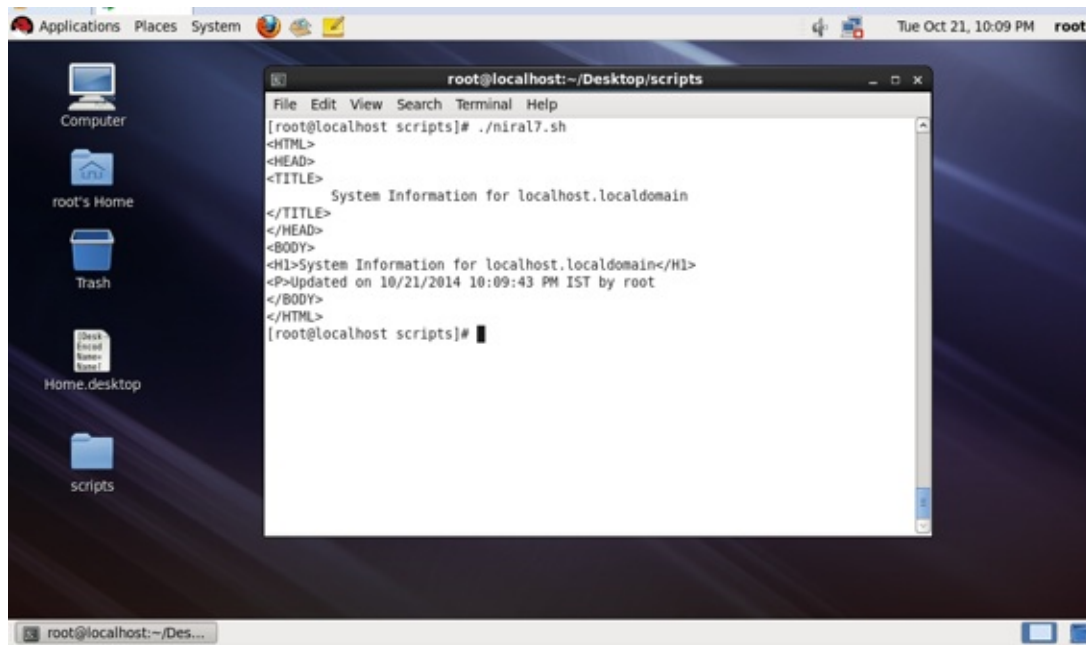 Applications Places System Tue Oct 21, 10:09 PM root
Computer
root's Home
Trash
Home.desktop
scripts
root@localhost:~/Desktop/scripts
File Edit View Search Terminal Help
[root@localhost scripts]# ./niral7.sh
<HTML>
<HEAD>
<TITLE>
System Information for localhost.localdomain
</TITLE>
</HEAD>
<BODY>
<H1>System Information for localhost.localdomain</H1>
<P>Updated on 10/21/2014 10:09:43 PM IST by root
</BODY>
</HTML>
[root@localhost scripts]#
root@localhost:~/Des...